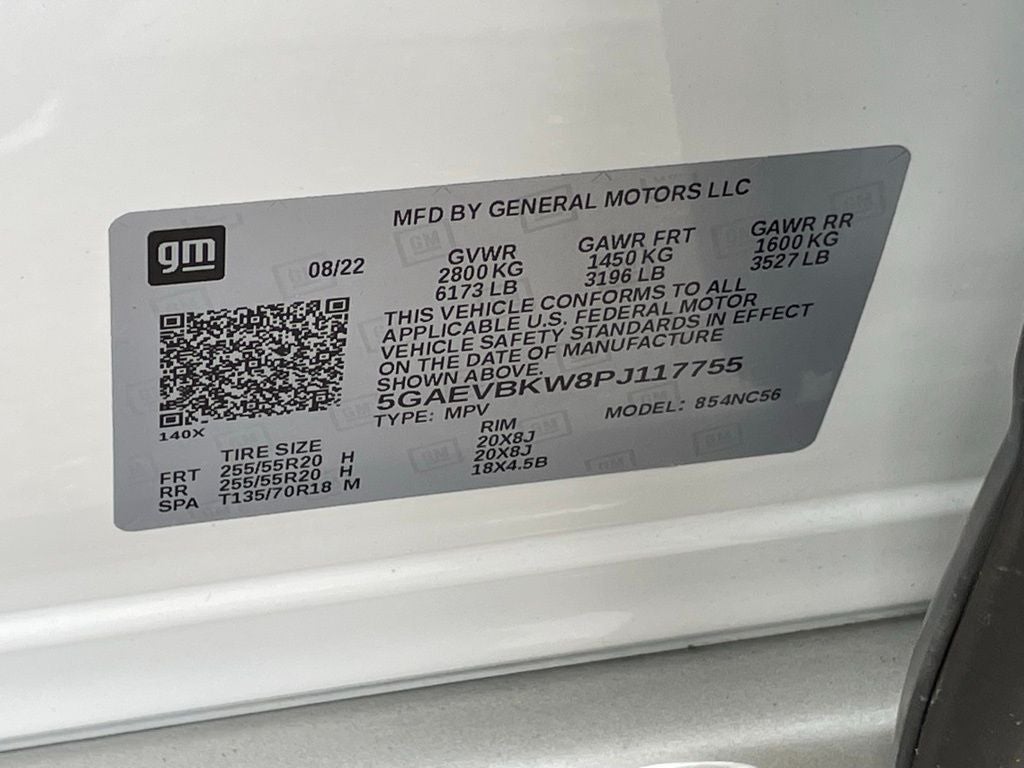 gm
MFD BY GENERAL MOTORS LLC
08/22
GVWR
2800 KG
6173 LB
GAWR FRT
1450 KG
3196 LB
GAWR RR
1600 KG
3527 LB
THIS VEHICLE CONFORMS TO ALL
APPLICABLE U.S. FEDERAL MOTOR
VEHICLE SAFETY STANDARDS IN EFFECT
ON THE DATE OF MANUFACTURE
SHOWN ABOVE.
5GAEVBKW8PJ117755
TYPE: MPV
MODEL: 854NC56
140X
TIRE SIZE
RIM
FRT 255/55R20 H 20X8J
RR 255/55R20 H 20X8J
SPA T135/70R18 M 18X4.5B